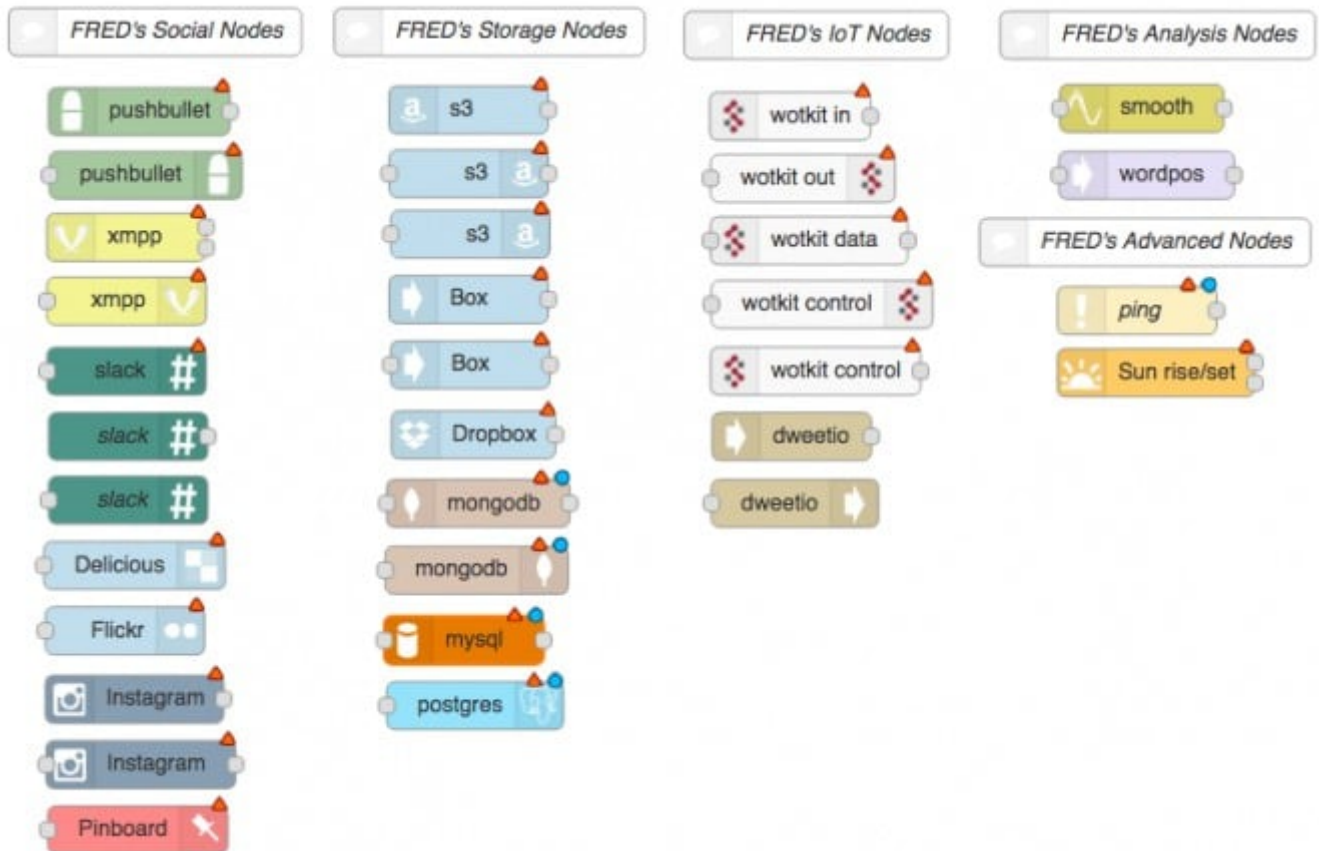 FRED's Social Nodes
pushbullet
pushbullet
xmpp
xmpp
slack
slack
slack
Delicious
Flickr
Instagram
Instagram
Pinboard
FRED's Storage Nodes
s3
s3
s3
Box
Box
Dropbox
mongodb
mongodb
mysql
postgres
FRED's IoT Nodes
wotkit in
wotkit out
wotkit data
wotkit control
wotkit control
dweetio
dweetio
FRED's Analysis Nodes
smooth
wordpos
FRED's Advanced Nodes
ping
Sun rise/set